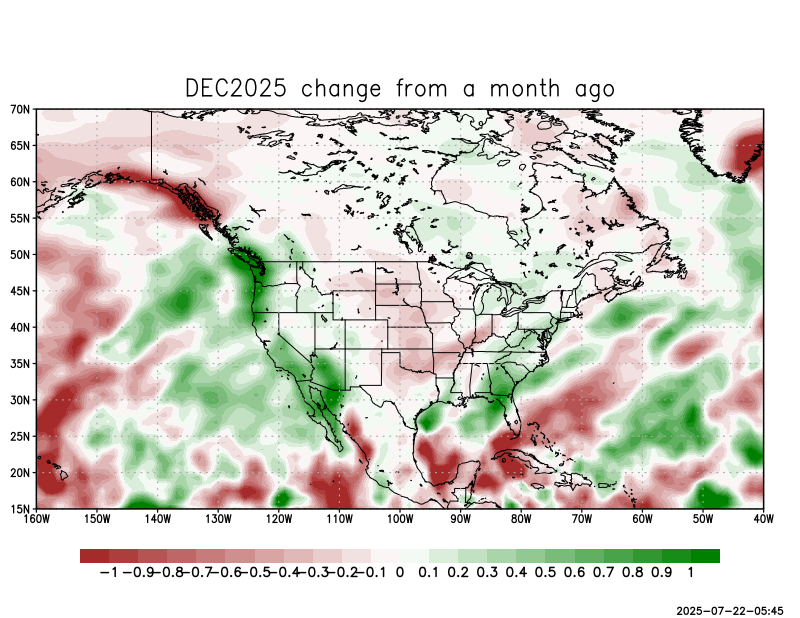 DEC2025 change from a month ago
70N
65N
60N
55N
50N
45N
40N
35N
30N
25N
20N
15N
160W 150W 140W 130W 120W 110W 100W 90W 80W 70W 60W 50W 40W
-1 -0.9 -0.8 -0.7 -0.6 -0.5 -0.4 -0.3 -0.2 -0.1 0 0.1 0.2 0.3 0.4 0.5 0.6 0.7 0.8 0.9 1
2025-07-22-05:45